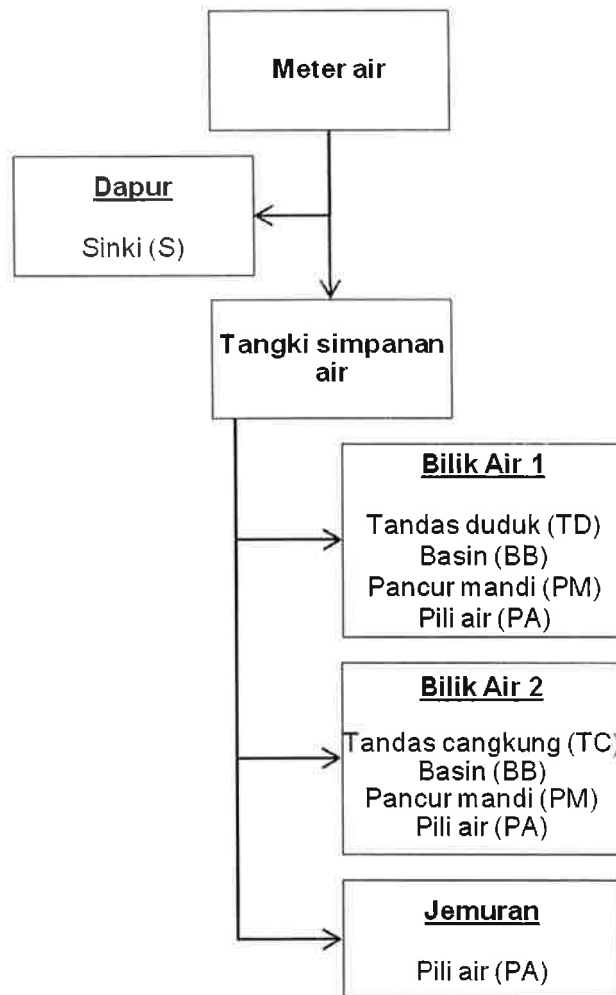 Meter air
Dapur
Sinki (S)
Tangki simpanan
air
Bilik Air 1
Tandas duduk (TD)
Basin (BB)
Pancur mandi (PM)
Pili air (PA)
Bilik Air 2
Tandas cangkung (TC)
Basin (BB)
Pancur mandi (PM)
Pili air (PA)
Jemuran
Pili air (PA)